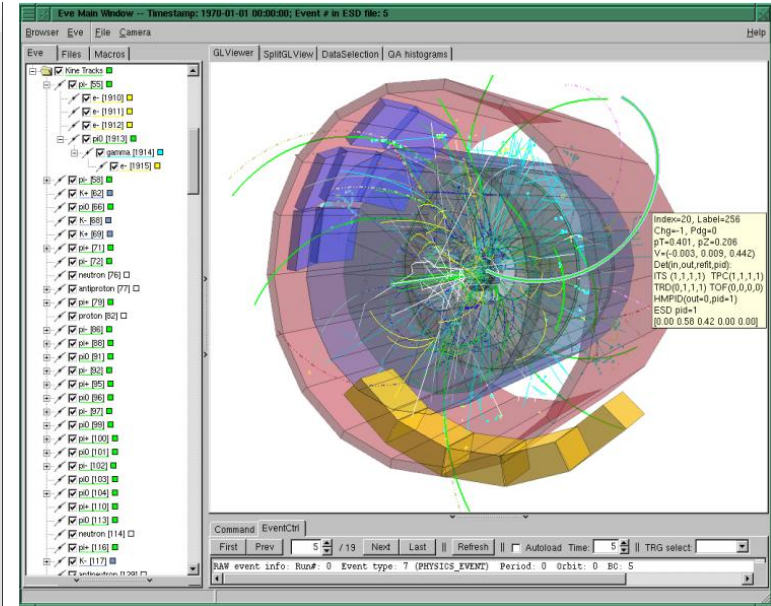 Eve Main Window -- Timestamp: 1970-01-01 00:00:00; Event # in ESD file: 5
Browser Eve File Camera Help
Eve Files Macros
GLViewer SplitGLView DataSelection QA histograms
Kine Tracks
pi- [55]
e- [1910]
e- [1911]
e- [1912]
pi0 [1913]
gamma [1914]
e- [1915]
pi- [58]
K+ [62]
pi0 [66]
K- [68]
K+ [69]
pi+ [71]
pi- [72]
neutron [76]
antiproton [77]
pi+ [79]
proton [82]
pi- [86]
pi+ [88]
pi0 [91]
pi- [92]
pi+ [95]
pi0 [96]
pi- [97]
pi0 [99]
pi+ [100]
pi0 [101]
pi- [102]
pi0 [103]
pi0 [104]
pi+ [110]
pi0 [113]
neutron [114]
pi+ [116]
K- [117]
antineutron [129]
Index=20, Label=256
Chg=-1, Pdg=0
pT=0.401, pZ=0.206
V=(-0.003, 0.009, 0.442)
Det(in,out,refit,pid):
ITS (1,1,1,1) TPC(1,1,1,1)
TRD(0,1,1,1) TOF(0,0,0,0)
HMPID(out=0,pid=1)
ESD pid=1
[0.00 0.58 0.42 0.00 0.00]
Command EventCtrl
First Prev 5 / 19 Next Last || Refresh || Autoload Time: 5 || TRG select:
RAW event info: Run#: 0 Event type: 7 (PHYSICS_EVENT) Period: 0 Orbit: 0 BC: 5